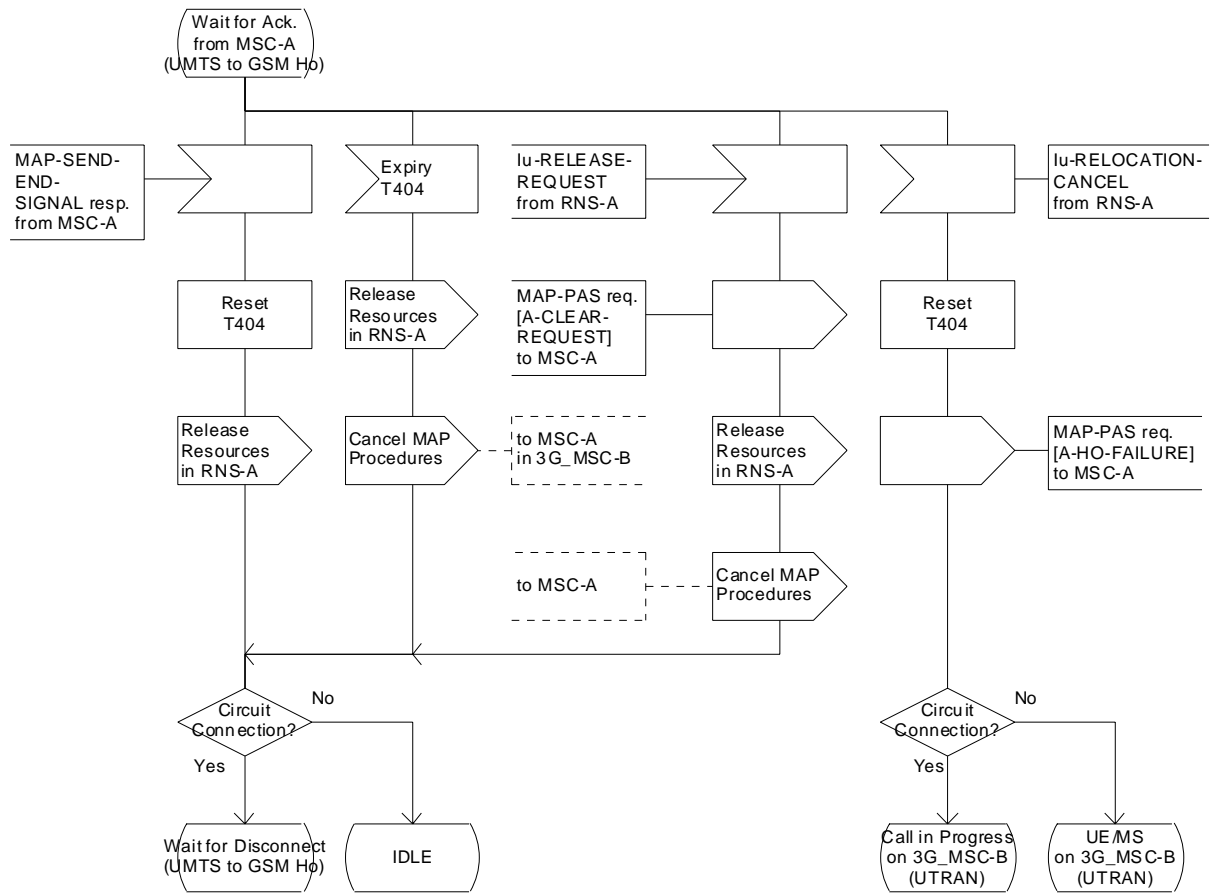 Wait for Ack.
from MSC-A
(UMTS to GSM Ho)
MAP-SEND-
END-
SIGNAL resp.
from MSC-A
Expiry
T404
Iu-RELEASE-
REQUEST
from RNS-A
Iu-RELOCATION-
CANCEL
from RNS-A
Reset
T404
Release
Resources
in RNS-A
MAP-PAS req.
[A-CLEAR-
REQUEST]
to MSC-A
Reset
T404
Release
Resources
in RNS-A
Cancel MAP
Procedures
to MSC-A
in 3G_MSC-B
Release
Resources
in RNS-A
MAP-PAS req.
[A-HO-FAILURE]
to MSC-A
to MSC-A
Cancel MAP
Procedures
Circuit
Connection?
No
Yes
Circuit
Connection?
No
Yes
Wait for Disconnect
(UMTS to GSM Ho)
IDLE
Call in Progress
on 3G_MSC-B
(UTRAN)
UE/MS
on 3G_MSC-B
(UTRAN)